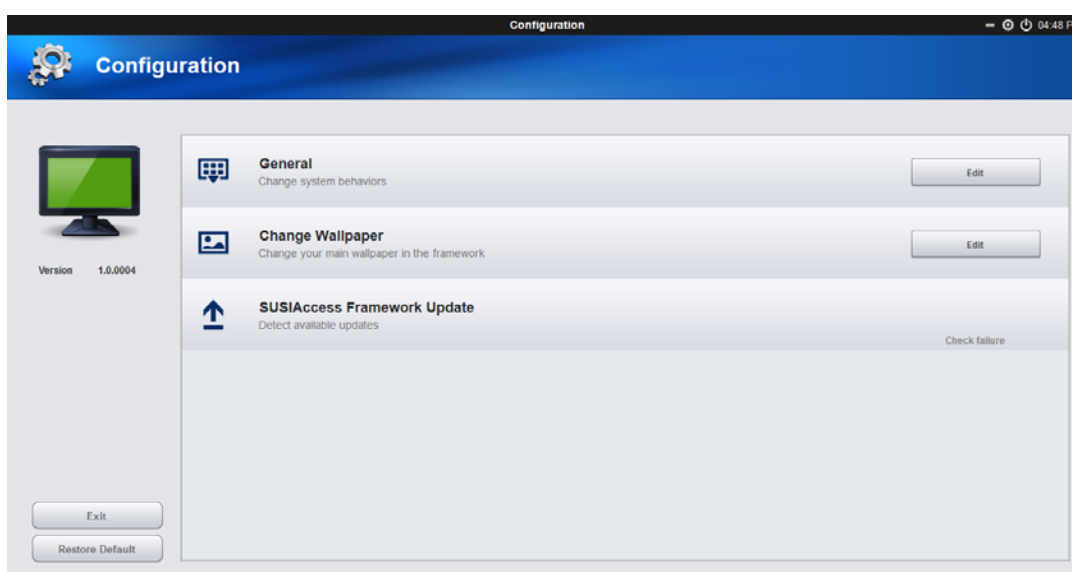 Configuration
04:48 P
Configuration
General
Change system behaviors
Edit
Change Wallpaper
Change your main wallpaper in the framework
Edit
Version 1.0.0004
SUSIAccess Framework Update
Detect available updates
Check failure
Exit
Restore Default